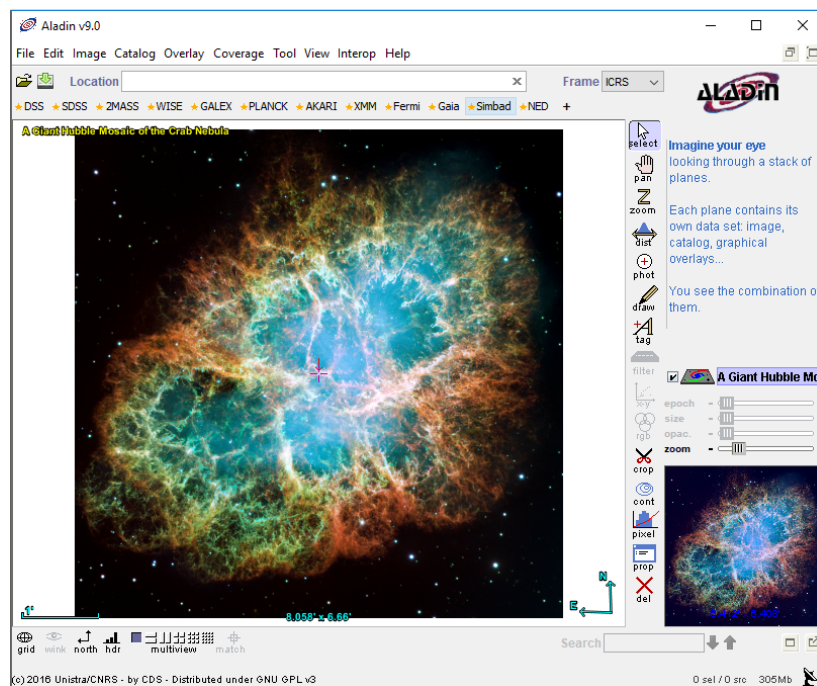 Aladin v9.0
File Edit Image Catalog Overlay Coverage Tool View Interop Help
Location
Frame ICRS
DSS SDSS 2MASS WISE GALEX PLANCK AKARI XMM Fermi Gaia Simbad NED +
ALADIN
A Giant Hubble Mosaic of the Crab Nebula
select
pan
zoom
dist
phot
draw
tag
filter
x-y
rgb
crop
cont
pixel
prop
del
Imagine your eye
looking through a stack of
planes.
Each plane contains its
own data set: image,
catalog, graphical
overlays...
You see the combination o
them.
A Giant Hubble Mo
epoch
size
opac.
zoom
1'
8.058' x 6.66'
N
E
grid wink north hdr multiview match
Search
(c) 2016 Unistra/CNRS - by CDS - Distributed under GNU GPL v3
0 sel / 0 src 305Mb